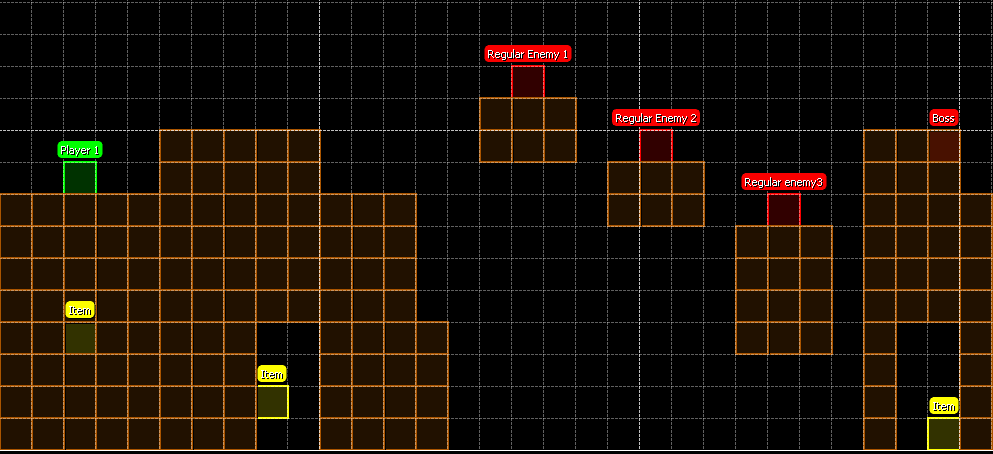 Regular Enemy 1
Regular Enemy 2
Boss
Player 1
Regular enemy3
Item
Item
Item